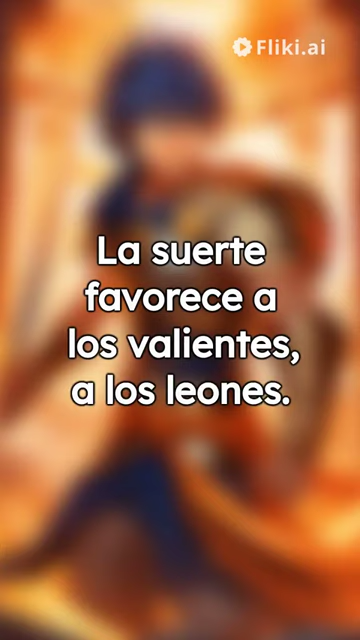 Fliki.ai
La suerte
favorece a
los valientes,
a los leones.